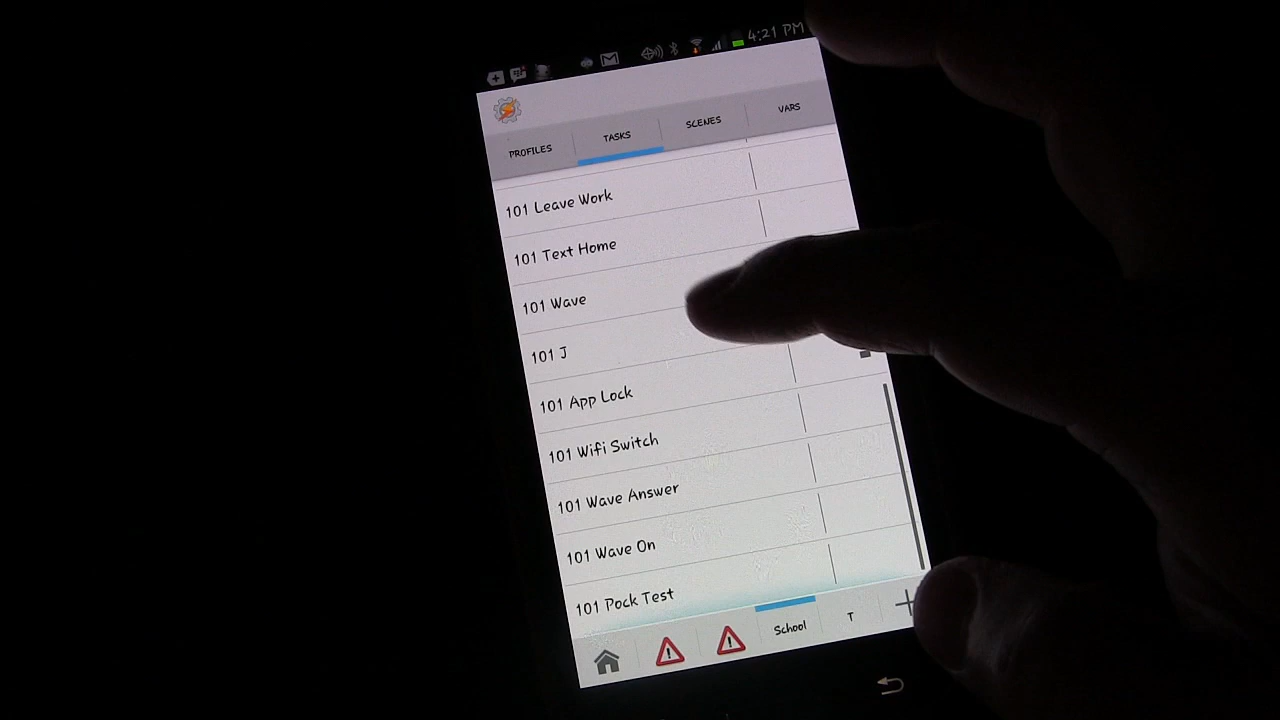 4:21 PM
PROFILES
TASKS
SCENES
VARS
101 Leave Work
101 Text Home
101 Wave
101 J
101 App Lock
101 Wifi Switch
101 Wave Answer
101 Wave On
101 Pock Test
School
T